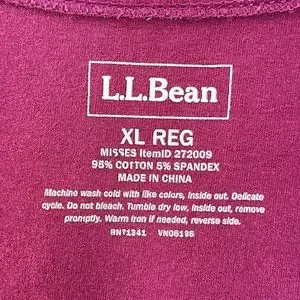 L.L.Bean
XL REG
MISSES ItemID 272009
95% COTTON 5% SPANDEX
MADE IN CHINA
Machine wash cold with like colors, inside out. Delicate
cycle. Do not bleach. Tumble dry low, inside out, remove
promptly. Warm iron if needed, reverse side.
RN71341 VN06195